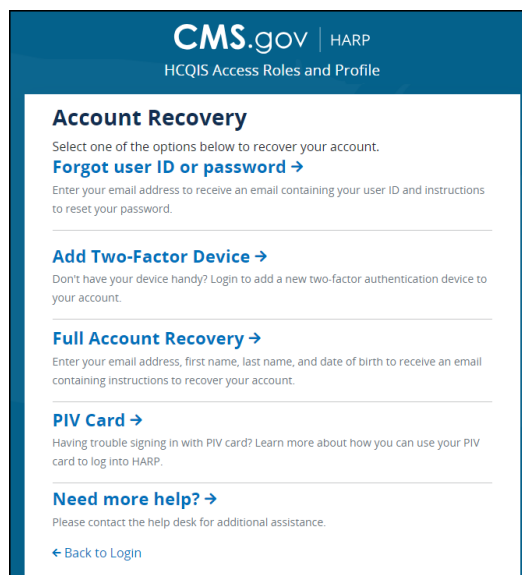 CMS.gov | HARP
HCQIS Access Roles and Profile
Account Recovery
Select one of the options below to recover your account.
Forgot user ID or password →
Enter your email address to receive an email containing your user ID and instructions
to reset your password.
Add Two-Factor Device →
Don't have your device handy? Login to add a new two-factor authentication device to
your account.
Full Account Recovery →
Enter your email address, first name, last name, and date of birth to receive an email
containing instructions to recover your account.
PIV Card →
Having trouble signing in with PIV card? Learn more about how you can use your PIV
card to log into HARP.
Need more help? →
Please contact the help desk for additional assistance.
← Back to Login